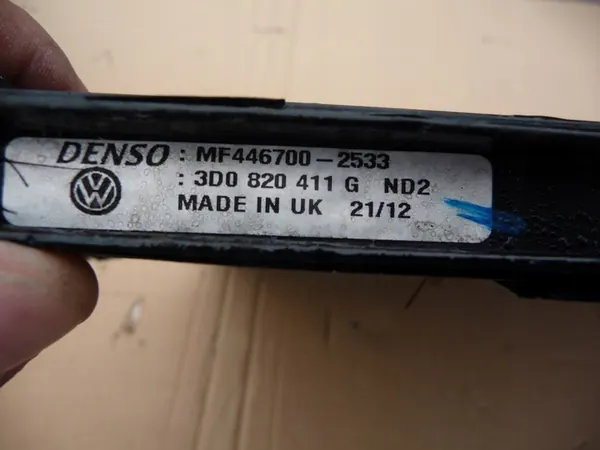 DENSO : MF446700-2533
: 3D0 820 411 G ND2
MADE IN UK 21/12